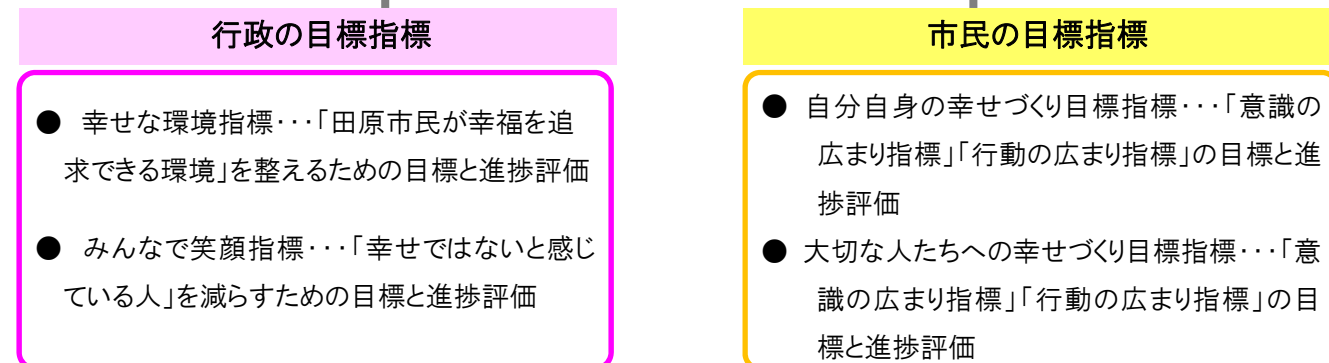 行政の目標指標
● 幸せな環境指標・・・「田原市民が幸福を追
求できる環境」を整えるための目標と進捗評価
● みんなで笑顔指標・・・「幸せではないと感じ
ている人」を減らすための目標と進捗評価
市民の目標指標
● 自分自身の幸せづくり目標指標・・・「意識の
広まり指標」「行動の広まり指標」の目標と進
捗評価
● 大切な人たちへの幸せづくり目標指標・・・「意
識の広まり指標」「行動の広まり指標」の目
標と進捗評価